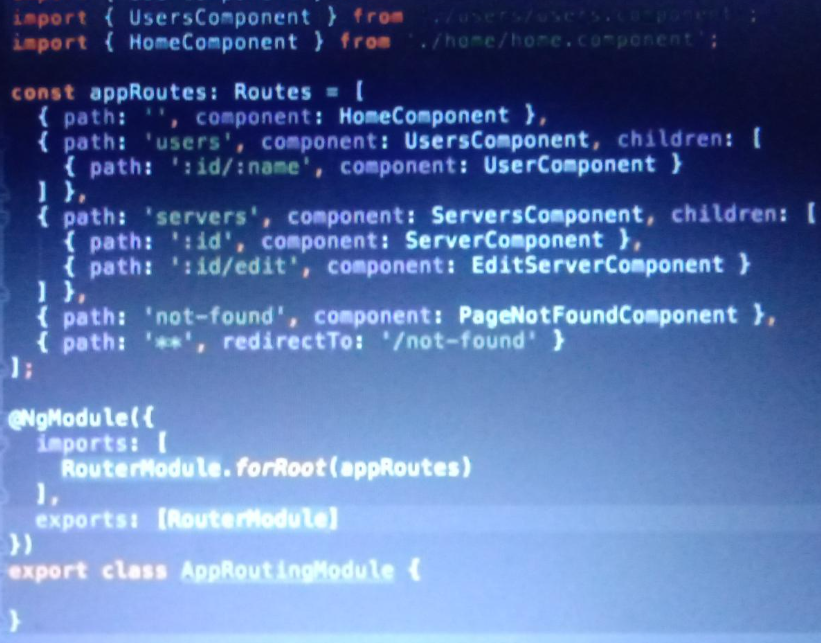 import { UsersComponent } from './users/users.component';
import { HomeComponent } from './home/home.component';
const appRoutes: Routes = [
{ path: '', component: HomeComponent },
{ path: 'users', component: UsersComponent, children: [
{ path: ':id/:name', component: UserComponent }
] },
{ path: 'servers', component: ServersComponent, children: [
{ path: ':id', component: ServerComponent },
{ path: ':id/edit', component: EditServerComponent }
] },
{ path: 'not-found', component: PageNotFoundComponent },
{ path: '**', redirectTo: '/not-found' }
];
@NgModule({
imports: [
RouterModule.forRoot(appRoutes)
],
exports: [RouterModule]
})
export class AppRoutingModule {
}